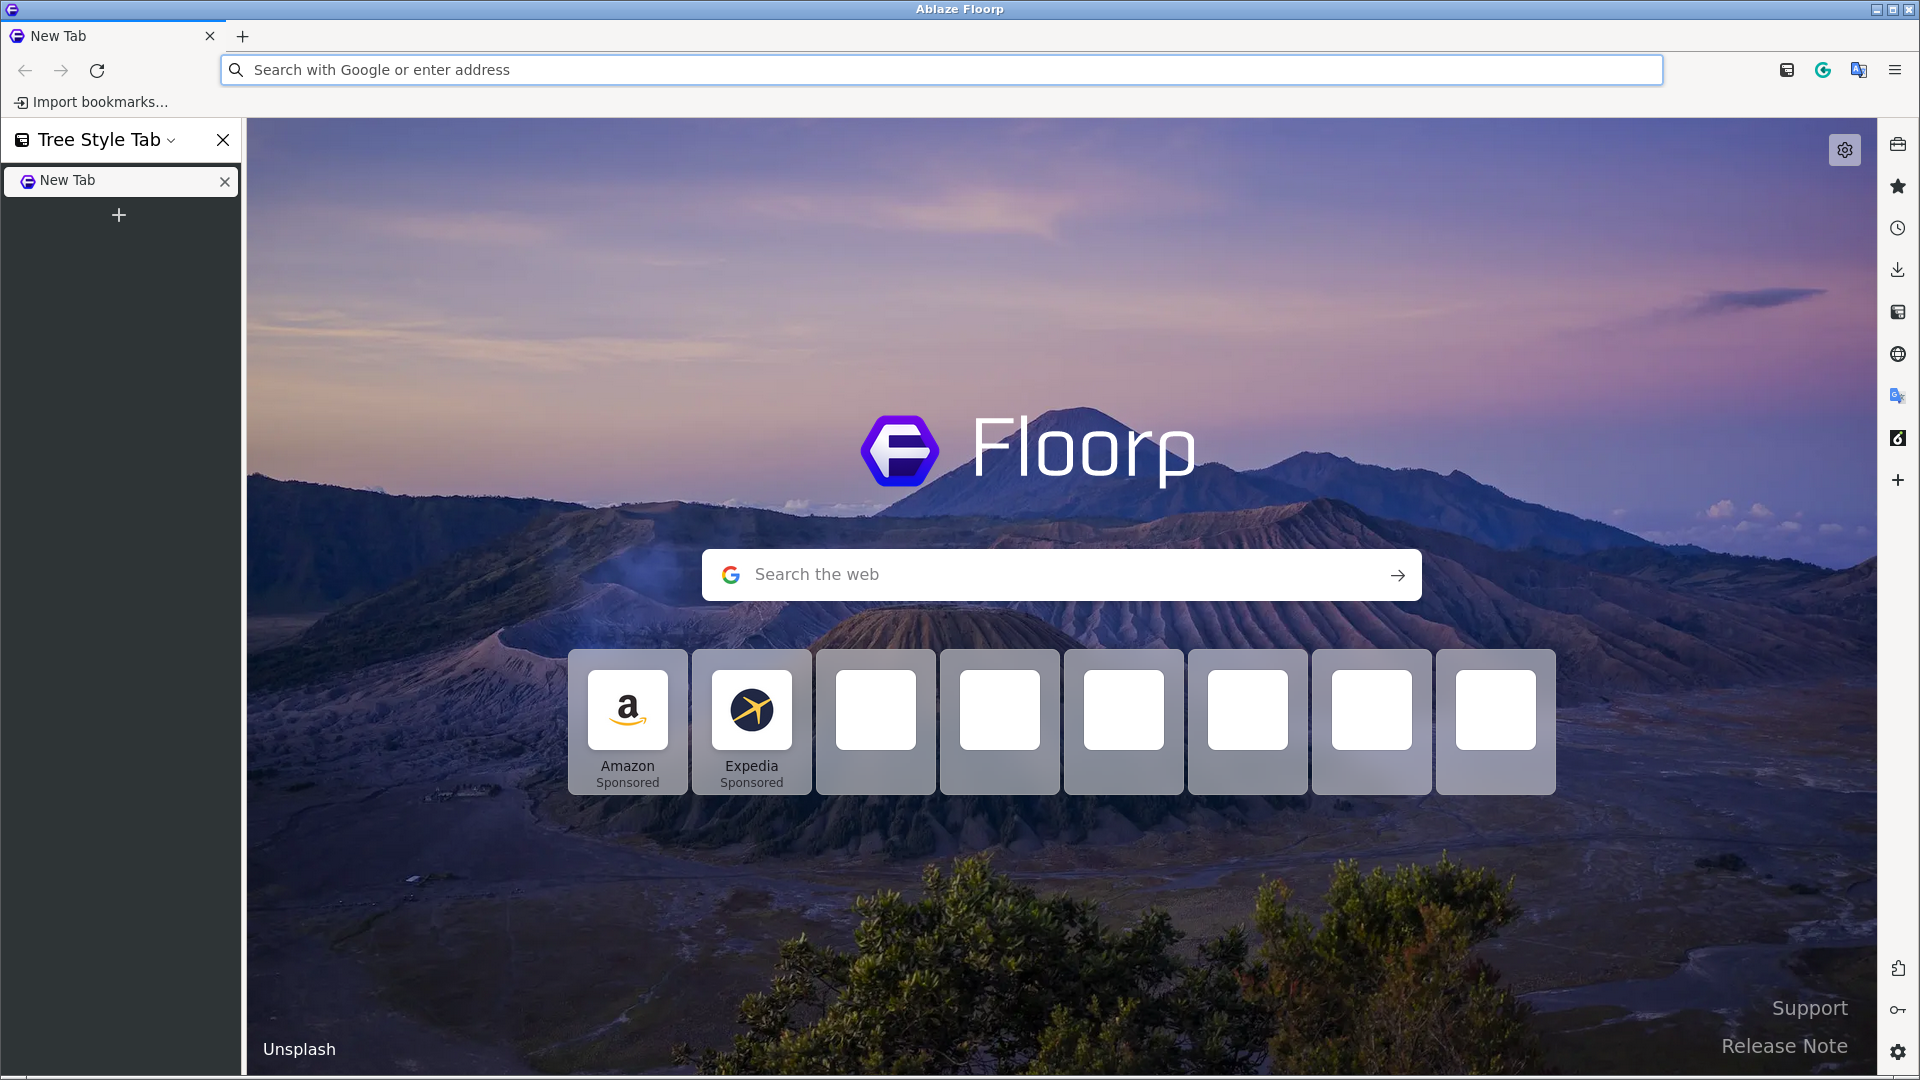 Ablaze Floorp
New Tab
Search with Google or enter address
Import bookmarks...
Tree Style Tab
New Tab
Floorp
Search the web
Amazon
Sponsored
Expedia
Sponsored
Support
Unsplash
Release Note